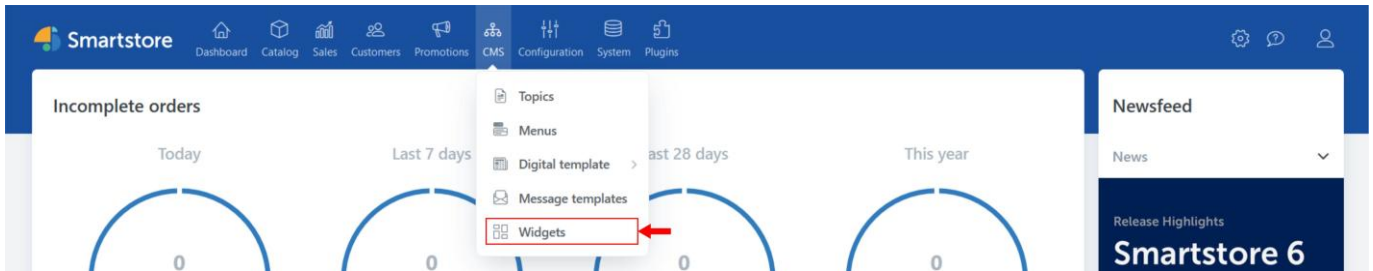 Smartstore
Dashboard Catalog Sales Customers Promotions CMS Configuration System Plugins
Incomplete orders
Topics
Menus
Digital template
Message templates
Widgets
Today
Last 7 days
ast 28 days
This year
0
0
0
0
Newsfeed
News
Release Highlights
Smartstore 6